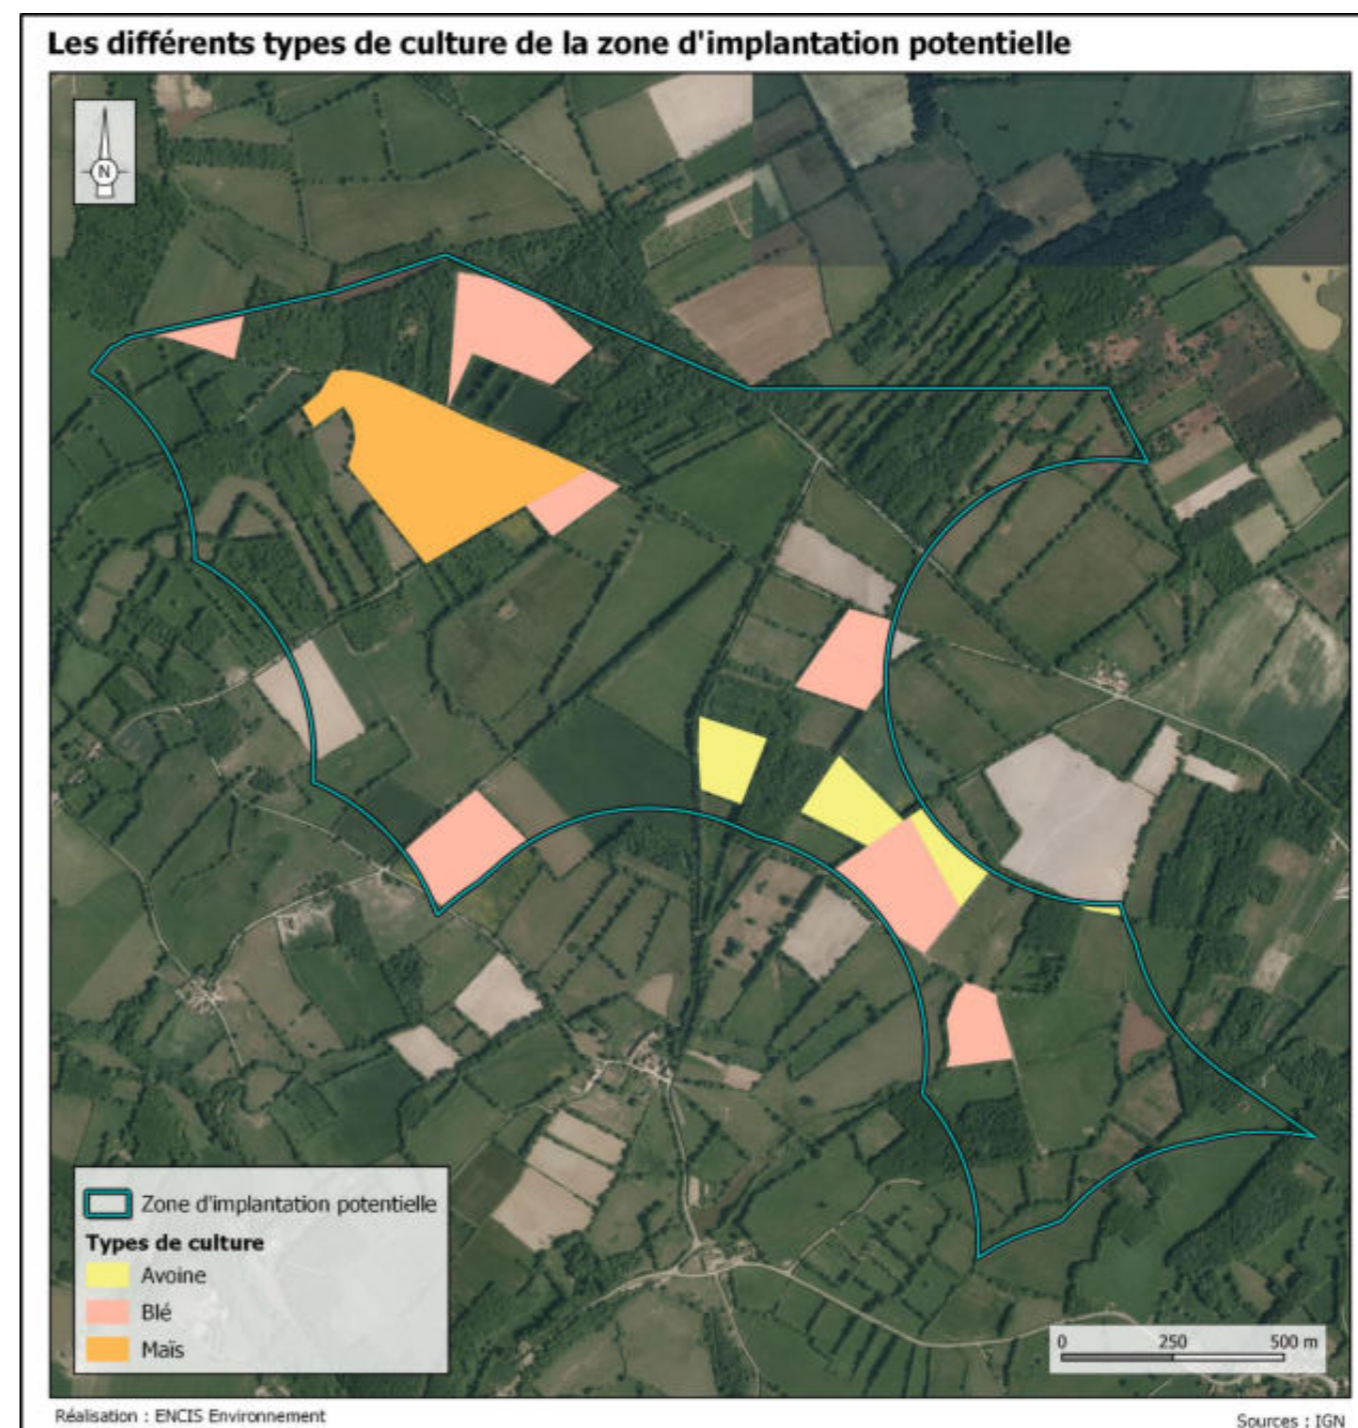 Les différents types de culture de la zone d'implantation potentielle
N
Zone d'implantation potentielle
Types de culture
Avoine
Blé
Maïs
0 250 500 m
Réalisation : ENCIS Environnement
Sources : IGN